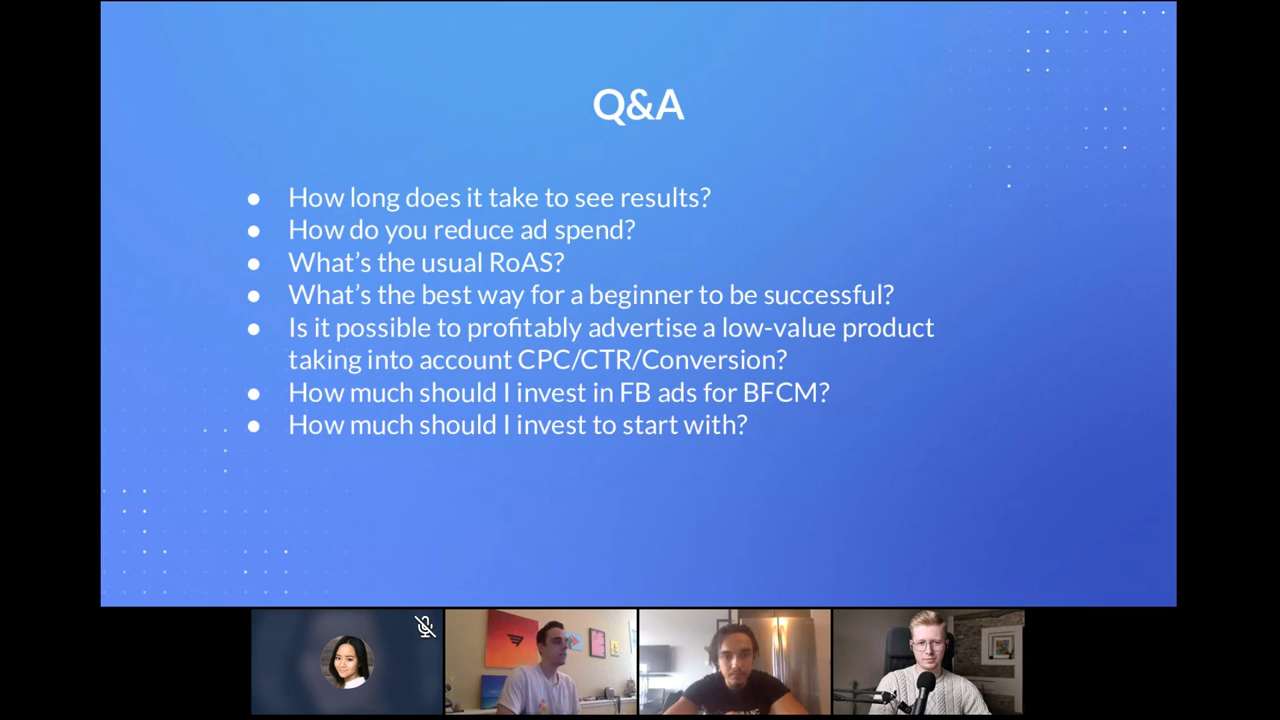 Q&A
● How long does it take to see results?
● How do you reduce ad spend?
● What’s the usual RoAS?
● What’s the best way for a beginner to be successful?
● Is it possible to profitably advertise a low-value product
taking into account CPC/CTR/Conversion?
● How much should I invest in FB ads for BFCM?
● How much should I invest to start with?